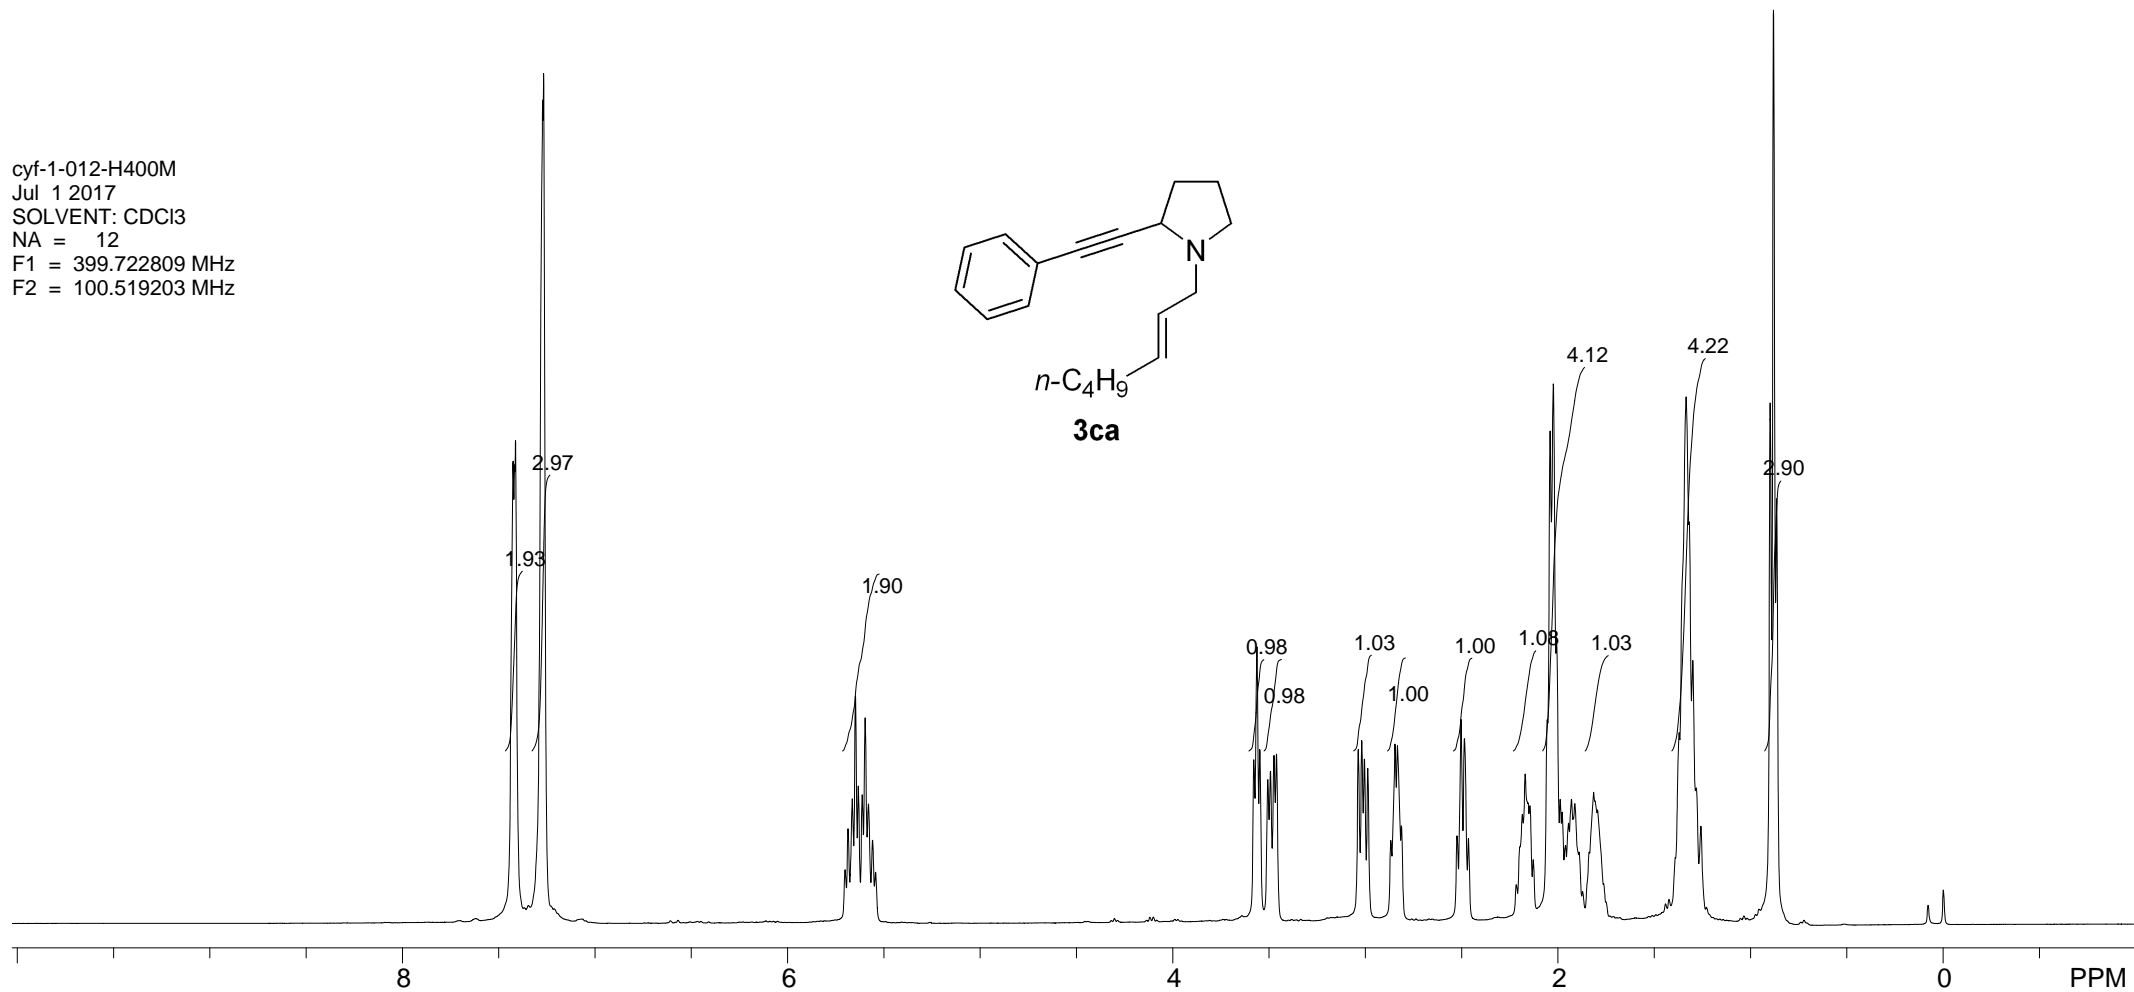 cyf-1-012-H400M
Jul 1 2017
SOLVENT: CDCl3
NA = 12
F1 = 399.722809 MHz
F2 = 100.519203 MHz
N
n-C4H9
3ca
1.93
2.97
1.90
0.98
0.98
1.03
1.00
1.00
1.08
4.12
1.03
4.22
2.90
8
6
4
2
0
PPM